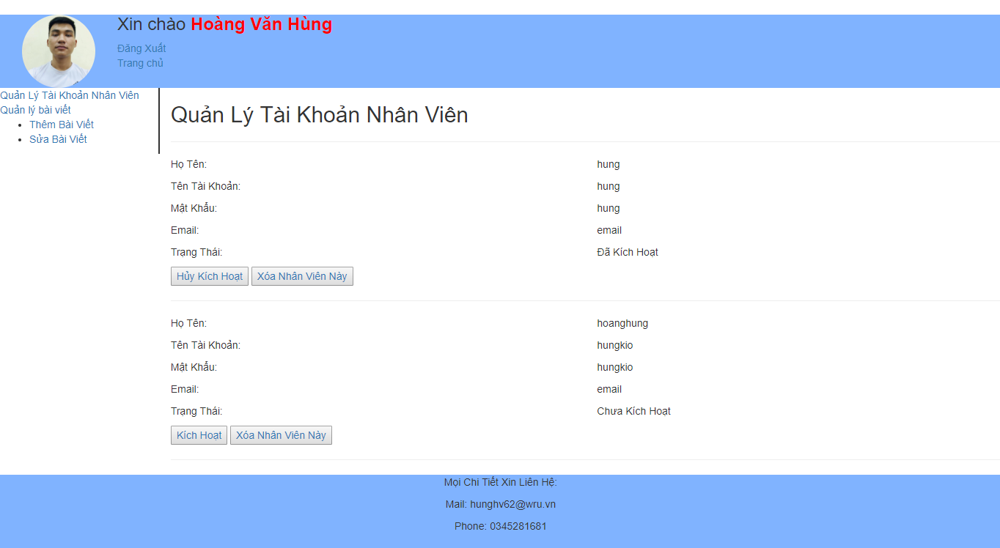 Xin chào Hoàng Văn Hùng
Đăng Xuất
Trang chủ
Quản Lý Tài Khoản Nhân Viên
Quản lý bài viết
Thêm Bài Viết
Sửa Bài Viết
Quản Lý Tài Khoản Nhân Viên
Họ Tên: hung
Tên Tài Khoản: hung
Mật Khẩu: hung
Email: email
Trạng Thái: Đã Kích Hoạt
Hủy Kích Hoạt Xóa Nhân Viên Này
Họ Tên: hoanghung
Tên Tài Khoản: hungkio
Mật Khẩu: hungkio
Email: email
Trạng Thái: Chưa Kích Hoạt
Kích Hoạt Xóa Nhân Viên Này
Mọi Chi Tiết Xin Liên Hệ:
Mail: hunghv62@wru.vn
Phone: 0345281681